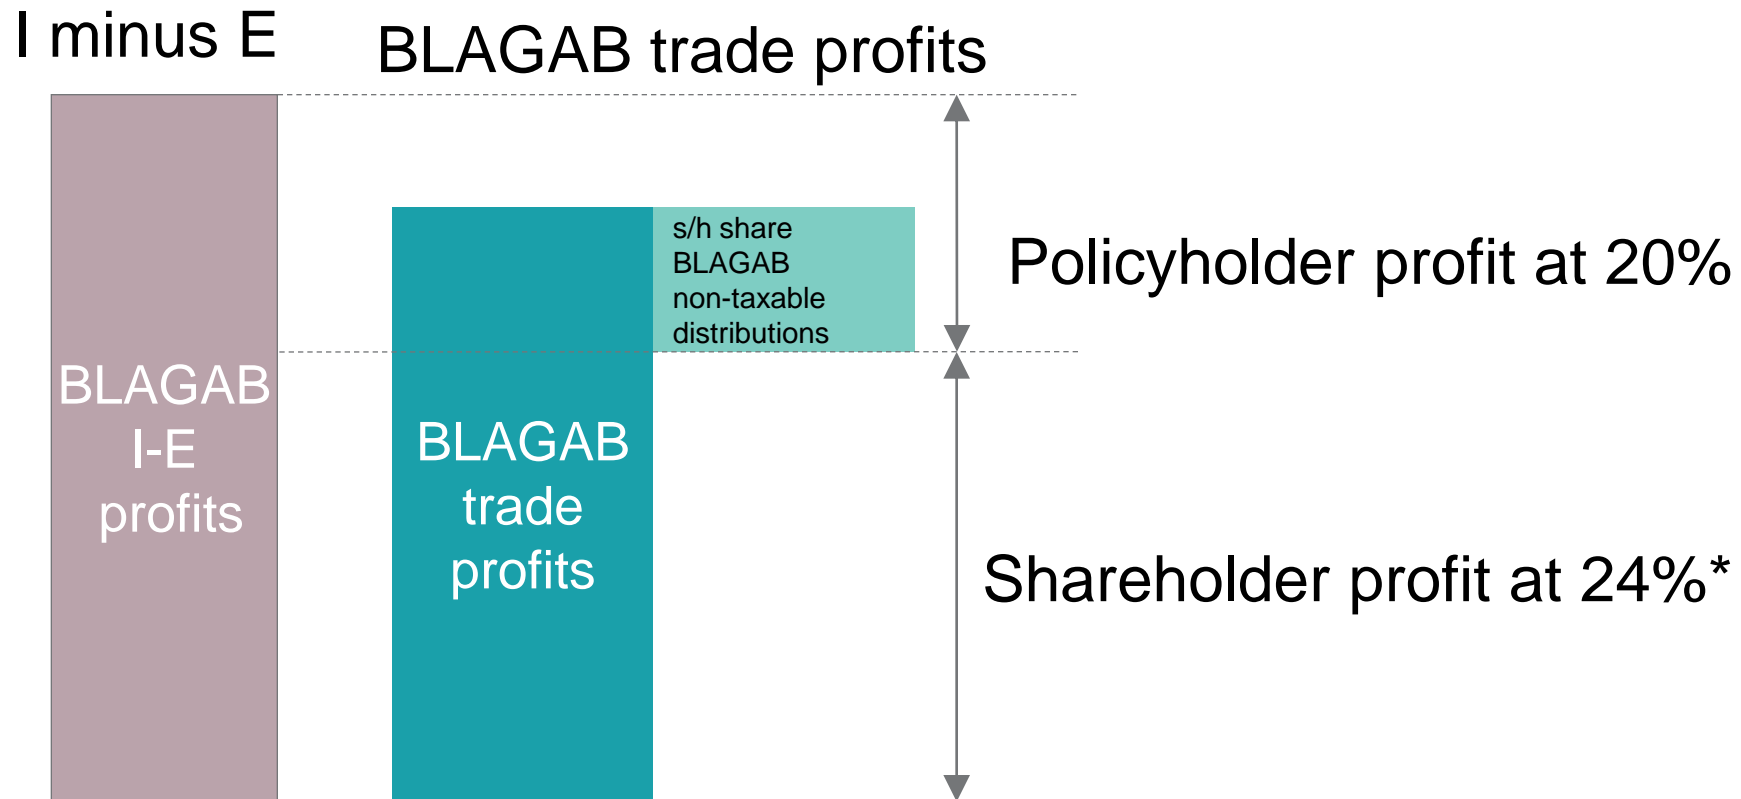 I minus E
BLAGAB trade profits
s/h share
BLAGAB
non-taxable
distributions
Policyholder profit at 20%
BLAGAB
I-E
profits
BLAGAB
trade
profits
Shareholder profit at 24%*